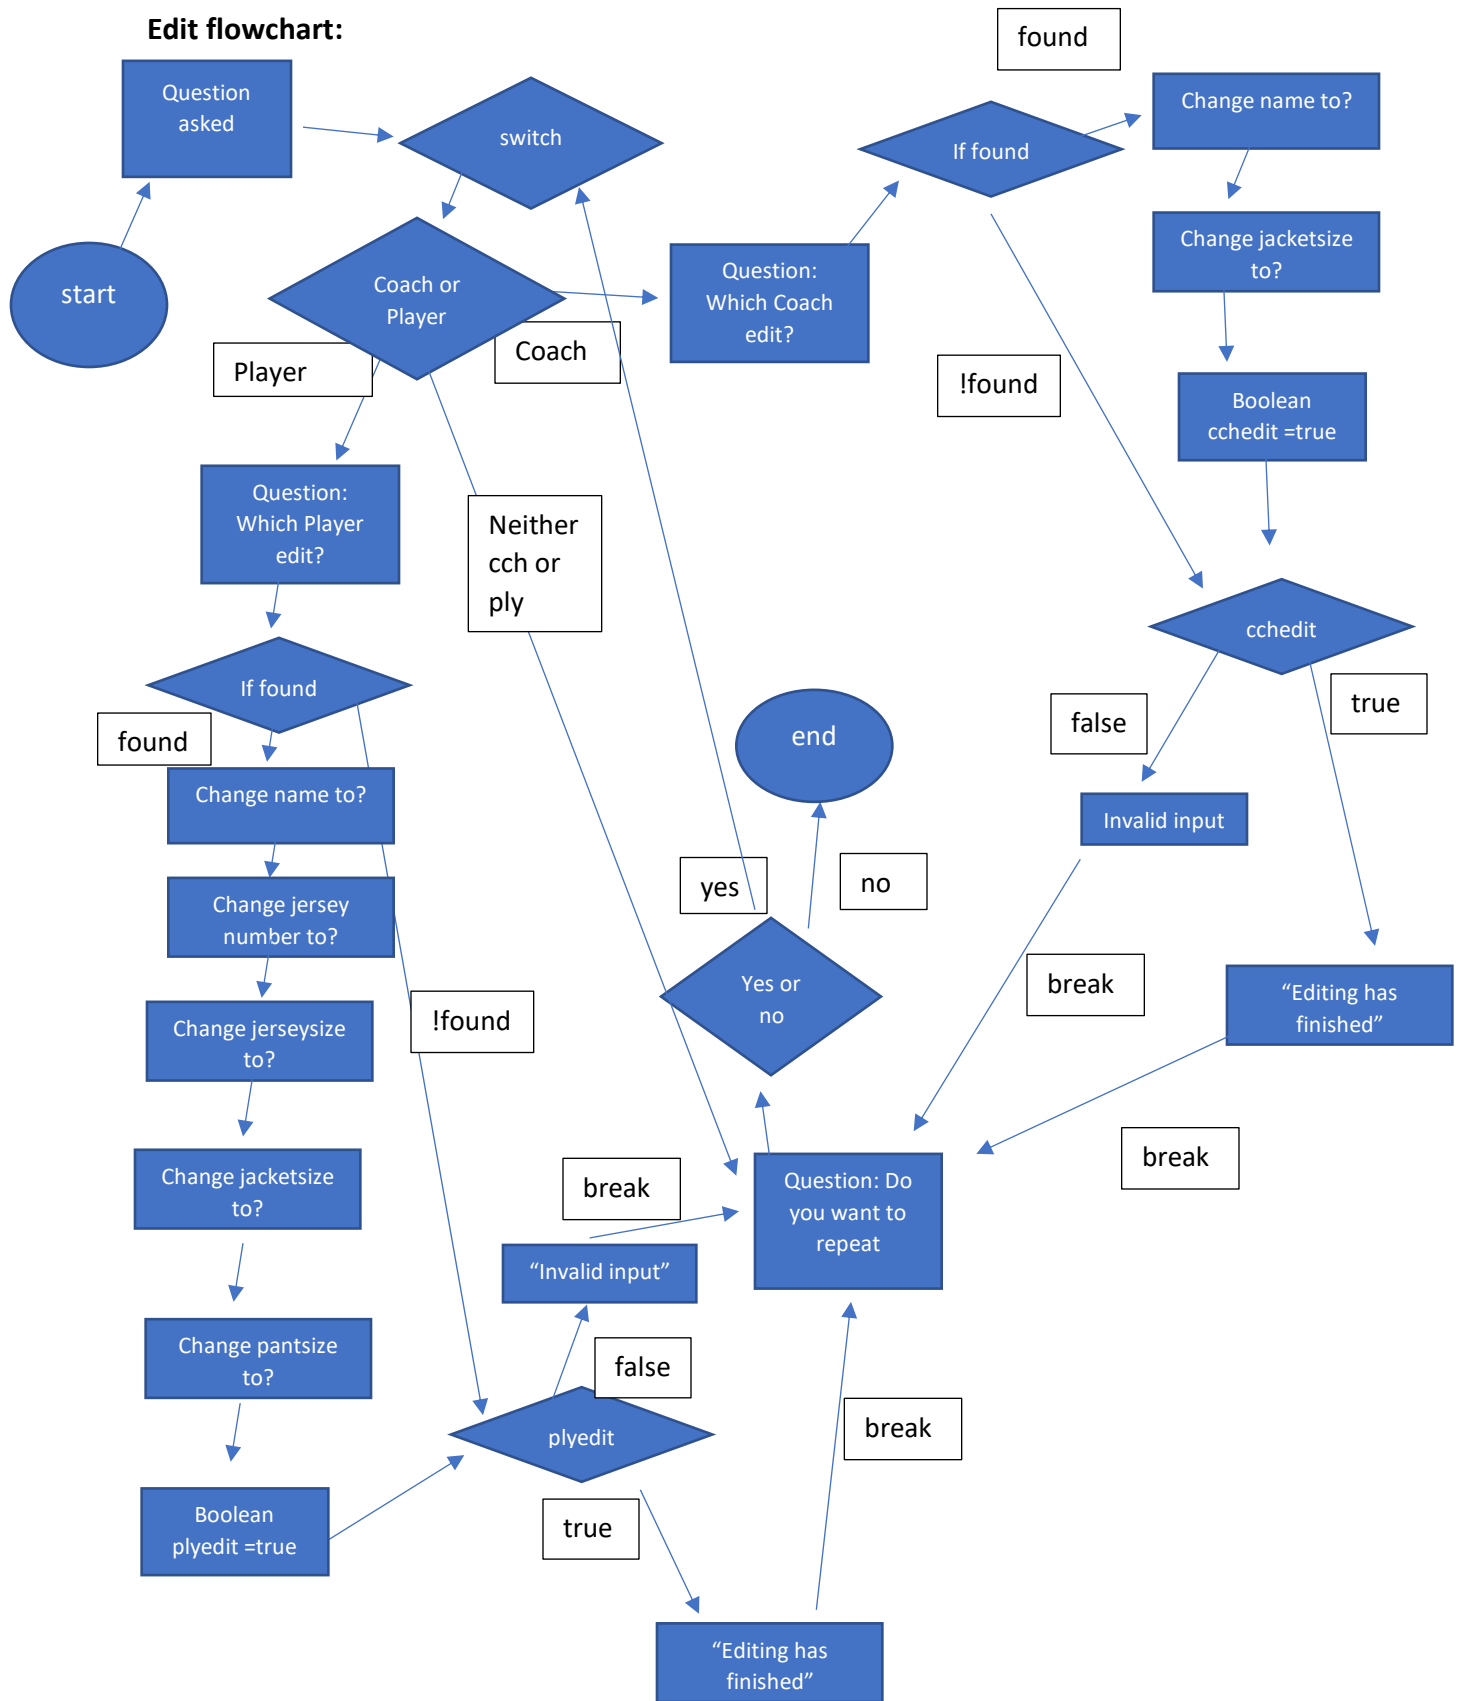 Edit flowchart:
found
Question
asked
switch
Change name to?
If found
start
Coach or
Player
Question:
Which Coach
edit?
Change jacketsize
to?
Player
Coach
!found
Boolean
cchedit =true
Question:
Which Player
edit?
Neither
cch or
ply
cchedit
If found
found
end
false
true
Change name to?
Invalid input
yes
no
Change jersey
number to?
Yes or
no
break
“Editing has
finished”
Change jerseysize
to?
!found
Change jacketsize
to?
break
Question: Do
you want to
repeat
break
“Invalid input”
Change pantsize
to?
false
plyedit
break
Boolean
plyedit =true
true
“Editing has
finished”